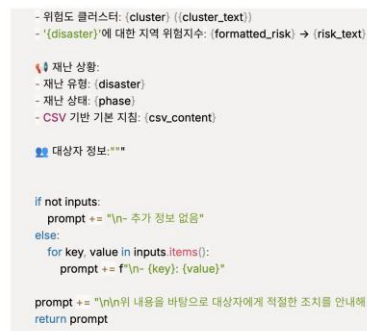 - 위험도 클러스터: {cluster} ({cluster_text})
- '{disaster}'에 대한 지역 위험지수: {formatted_risk} → {risk_text}
📢 재난 상황:
- 재난 유형: {disaster}
- 재난 상태: {phase}
- CSV 기반 기본 지침: {csv_content}
👥 대상자 정보:"""
if not inputs:
prompt += "\n- 추가 정보 없음"
else:
for key, value in inputs.items():
prompt += f"\n- {key}: {value}"
prompt += "\n\n위 내용을 바탕으로 대상자에게 적절한 조치를 안내해
return prompt